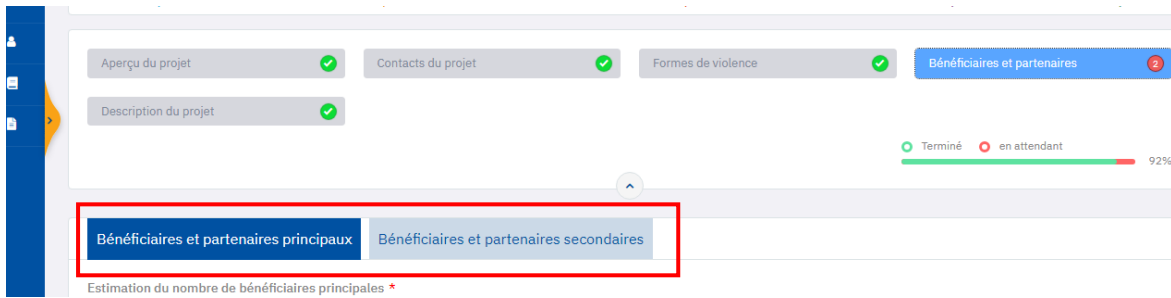 Aperçu du projet
Contacts du projet
Formes de violence
Bénéficiaires et partenaires
2
Description du projet
Terminé
en attendant
92%
Bénéficiaires et partenaires principaux
Bénéficiaires et partenaires secondaires
Estimation du nombre de bénéficiaires principales *